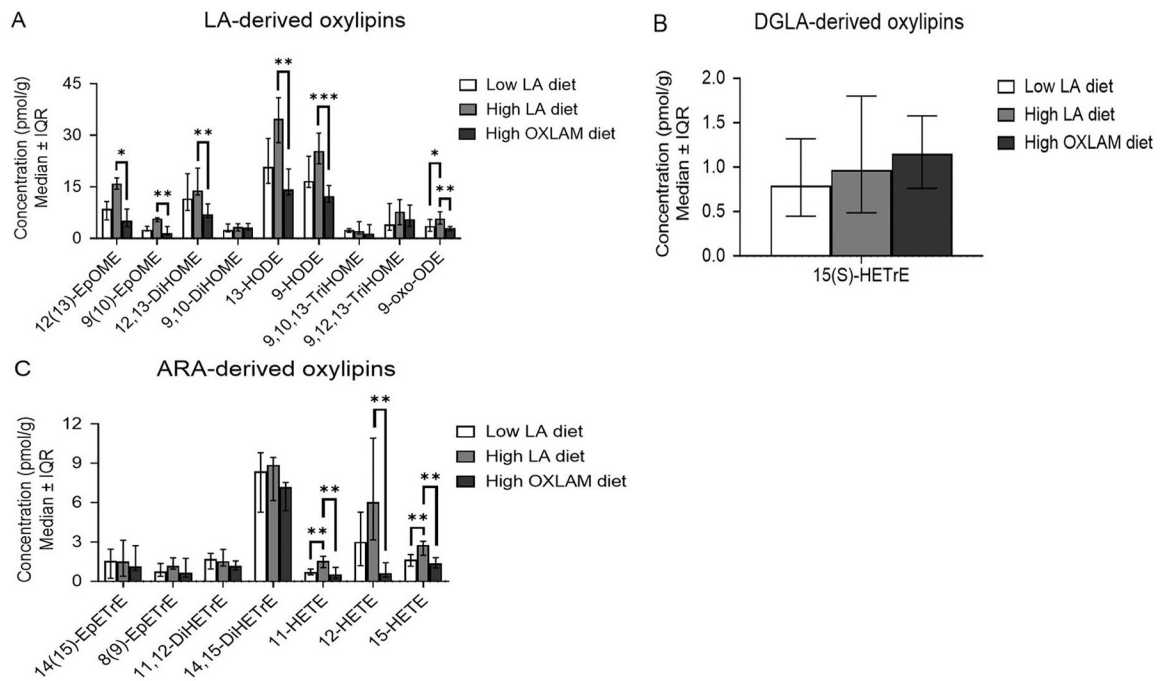 A
LA-derived oxylipins
Concentration (pmol/g)
Median ± IQR
45
30
15
0
**
***
*
**
**
*
**
Low LA diet
High LA diet
High OXLAM diet
12(13)-EpOME
9(10)-EpOME
12,13-DiHOME
9,10-DiHOME
13-HODE
9-HODE
9,10,13-TriHOME
9,12,13-TriHOME
9-oxo-ODE
B
DGLA-derived oxylipins
Concentration (pmol/g)
Median ± IQR
2.0
1.5
1.0
0.5
0.0
Low LA diet
High LA diet
High OXLAM diet
15(S)-HETrE
C
ARA-derived oxylipins
Concentration (pmol/g)
Median ± IQR
12
9
6
3
0
**
**
**
**
**
Low LA diet
High LA diet
High OXLAM diet
14(15)-EpETrE
8(9)-EpETrE
11,12-DiHETrE
14,15-DiHETrE
11-HETE
12-HETE
15-HETE